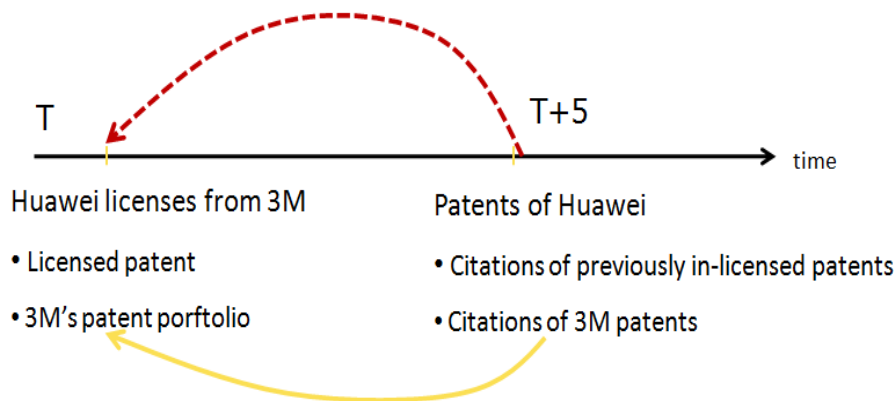 T
T+5
time
Huawei licenses from 3M
• Licensed patent
• 3M's patent porftolio
Patents of Huawei
• Citations of previously in-licensed patents
• Citations of 3M patents